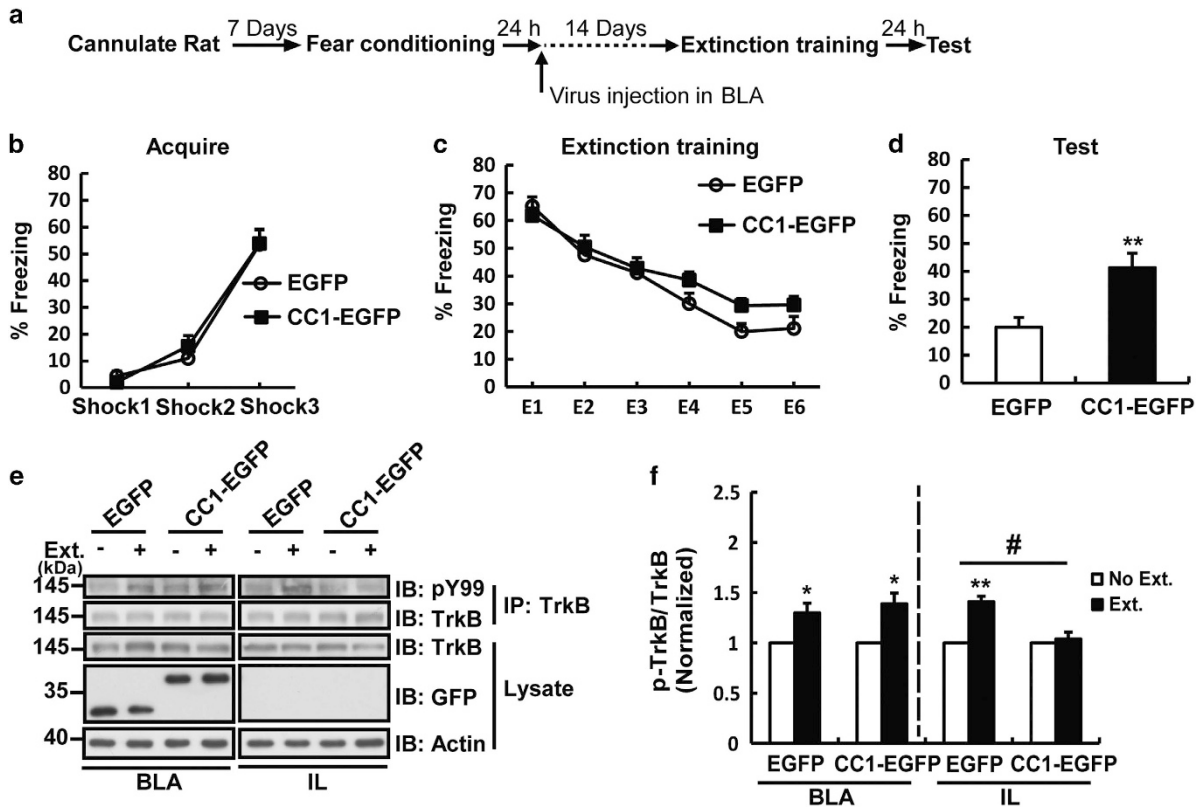 a
7 Days
24 h
14 Days
24 h
Cannulate Rat
Fear conditioning
Extinction training
Test
Virus injection in BLA
b
Acquire
% Freezing
80
70
60
50
40
30
20
10
0
EGFP
CC1-EGFP
Shock1
Shock2
Shock3
c
Extinction training
% Freezing
80
70
60
50
40
30
20
10
0
EGFP
CC1-EGFP
E1
E2
E3
E4
E5
E6
d
Test
% Freezing
80
70
60
50
40
30
20
10
0
**
EGFP
CC1-EGFP
e
EGFP
CC1-EGFP
EGFP
CC1-EGFP
Ext. - + - + - + - +
(kDa)
145
IB: pY99
145
IB: TrkB
IP: TrkB
145
IB: TrkB
35
IB: GFP
Lysate
40
IB: Actin
BLA
IL
f
p-TrkB/TrkB
(Normalized)
2.5
2
1.5
1
0.5
0
*
*
**
#
No Ext.
Ext.
EGFP
CC1-EGFP
EGFP
CC1-EGFP
BLA
IL